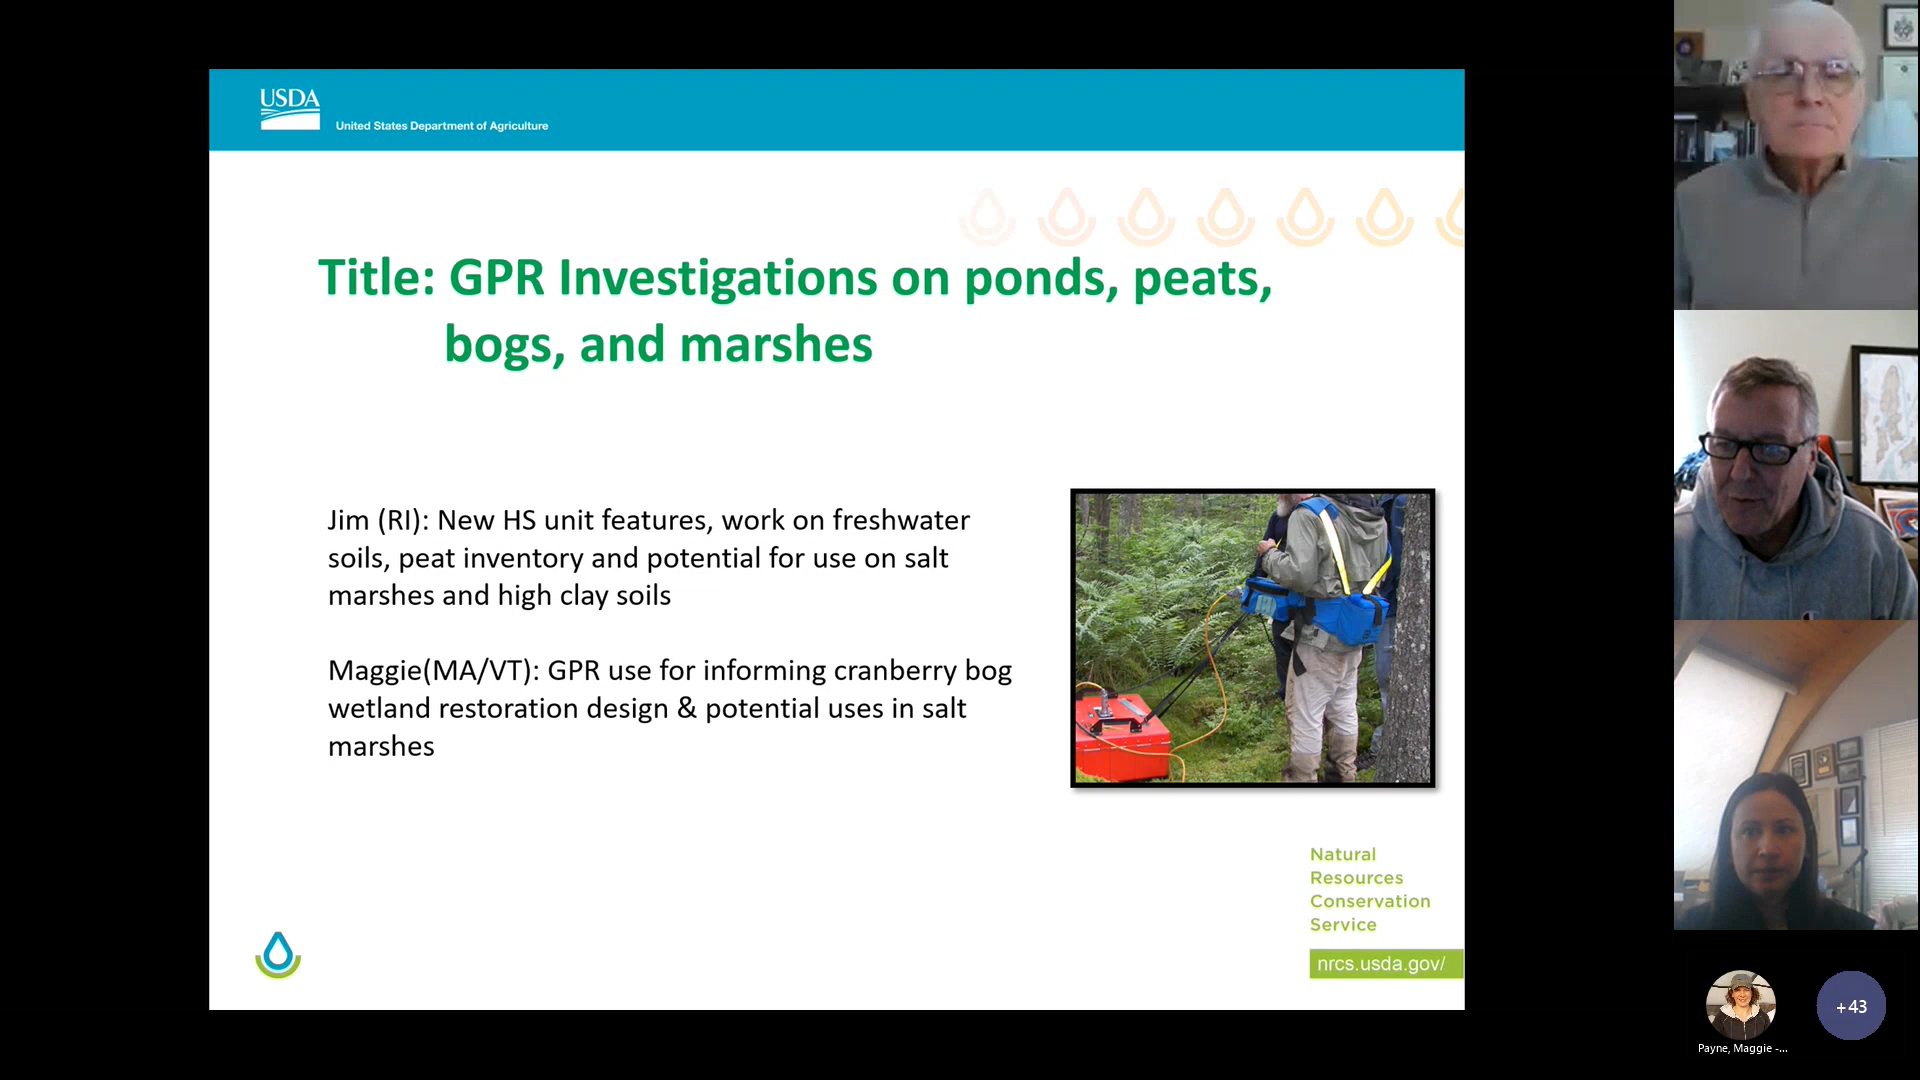 USDA
United States Department of Agriculture
Title: GPR Investigations on ponds, peats,
bogs, and marshes
Jim (RI): New HS unit features, work on freshwater
soils, peat inventory and potential for use on salt
marshes and high clay soils
Maggie(MA/VT): GPR use for informing cranberry bog
wetland restoration design & potential uses in salt
marshes
Natural
Resources
Conservation
Service
nrcs.usda.gov/
+43
Payne, Maggie -...